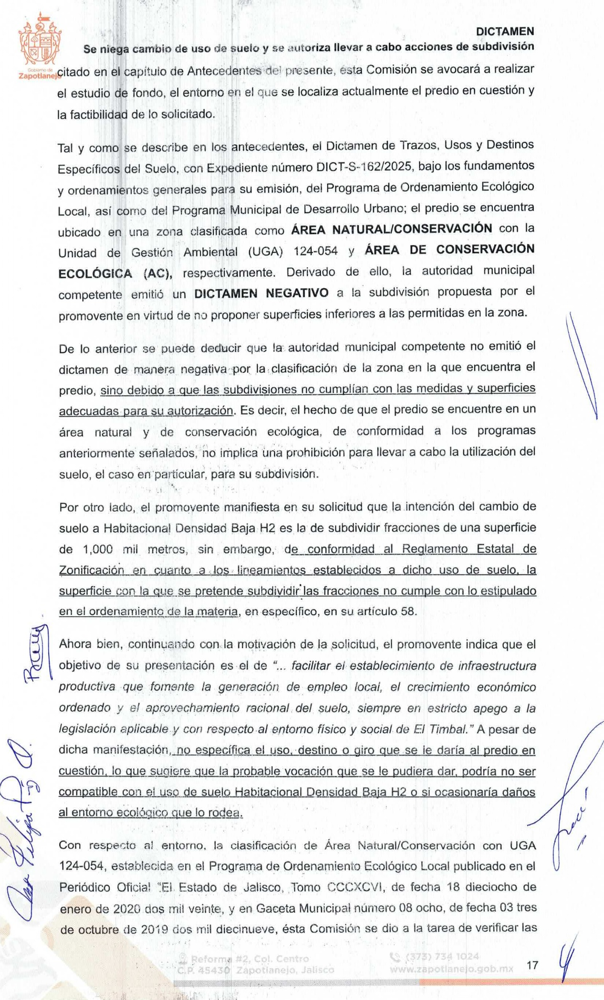 DICTAMEN
Se niega cambio de uso de suelo y se autoriza llevar a cabo acciones de subdivisión
Gobierno de
Zapotlanejo
citado en el capítulo de Antecedentes del presente, ésta Comisión se avocará a realizar
el estudio de fondo, el entorno en el que se localiza actualmente el predio en cuestión y
la factibilidad de lo solicitado.
Tal y como se describe en los antecedentes, el Dictamen de Trazos, Usos y Destinos
Específicos del Suelo, con Expediente número DICT-S-162/2025, bajo los fundamentos
y ordenamientos generales para su emisión, del Programa de Ordenamiento Ecológico
Local, así como del Programa Municipal de Desarrollo Urbano; el predio se encuentra
ubicado en una zona clasificada como ÁREA NATURAL/CONSERVACIÓN con la
Unidad de Gestión Ambiental (UGA) 124-054 y ÁREA DE CONSERVACIÓN
ECOLÓGICA (AC), respectivamente. Derivado de ello, la autoridad municipal
competente emitió un DICTAMEN NEGATIVO a la subdivisión propuesta por el
promovente en virtud de no proponer superficies inferiores a las permitidas en la zona.
De lo anterior se puede deducir que la autoridad municipal competente no emitió el
dictamen de manera negativa por la clasificación de la zona en la que encuentra el
predio, sino debido a que las subdivisiones no cumplían con las medidas y superficies
adecuadas para su autorización. Es decir, el hecho de que el predio se encuentre en un
área natural y de conservación ecológica, de conformidad a los programas
anteriormente señalados, no implica una prohibición para llevar a cabo la utilización del
suelo, el caso en particular, para su subdivisión.
Por otro lado, el promovente manifiesta en su solicitud que la intención del cambio de
suelo a Habitacional Densidad Baja H2 es la de subdividir fracciones de una superficie
de 1,000 mil metros, sin embargo, de conformidad al Reglamento Estatal de
Zonificación en cuanto a los lineamientos establecidos a dicho uso de suelo, la
superficie con la que se pretende subdividir las fracciones no cumple con lo estipulado
en el ordenamiento de la materia, en específico, en su artículo 58.
Ahora bien, continuando con la motivación de la solicitud, el promovente indica que el
objetivo de su presentación es el de “... facilitar el establecimiento de infraestructura
productiva que fomente la generación de empleo local, el crecimiento económico
ordenado y el aprovechamiento racional del suelo, siempre en estricto apego a la
legislación aplicable y con respecto al entorno físico y social de El Timbal.” A pesar de
dicha manifestación, no específica el uso, destino o giro que se le daría al predio en
cuestión, lo que sugiere que la probable vocación que se le pudiera dar, podría no ser
compatible con el uso de suelo Habitacional Densidad Baja H2 o si ocasionaría daños
al entorno ecológico que lo rodea.
Con respecto al entorno, la clasificación de Área Natural/Conservación con UGA
124-054, establecida en el Programa de Ordenamiento Ecológico Local publicado en el
Periódico Oficial "El Estado de Jalisco, Tomo CCCXCVI, de fecha 18 dieciocho de
enero de 2020 dos mil veinte, y en Gaceta Municipal número 08 ocho, de fecha 03 tres
de octubre de 2019 dos mil diecinueve, ésta Comisión se dio a la tarea de verificar las
Reforma #2, Col. Centro
C.P. 45430 Zapotlanejo, Jalisco
(373) 734 1024
www.zapotlanejo.gob.mx
17